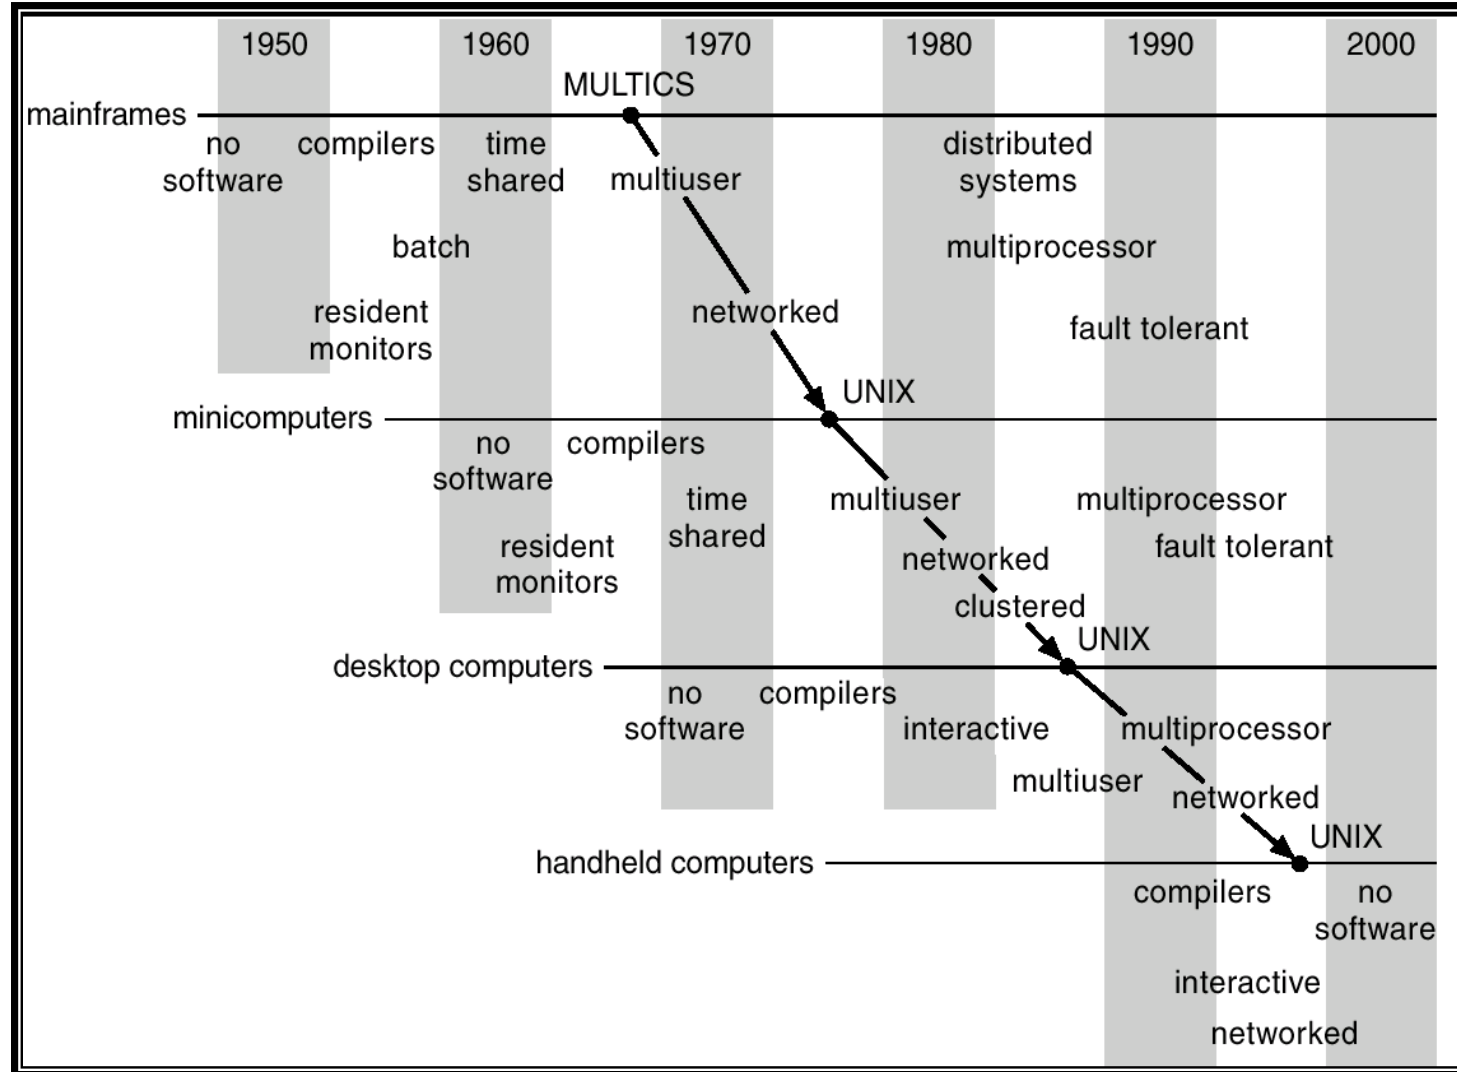 1950 1960 1970 1980 1990 2000
MULTICS
mainframes
no compilers time distributed
software shared multiuser systems
batch multiprocessor
resident networked fault tolerant
monitors
UNIX
minicomputers
no compilers
software
time multiuser multiprocessor
shared
resident networked fault tolerant
monitors
clustered
UNIX
desktop computers
no compilers
software interactive multiprocessor
multiuser
networked
UNIX
handheld computers
compilers no
software
interactive
networked